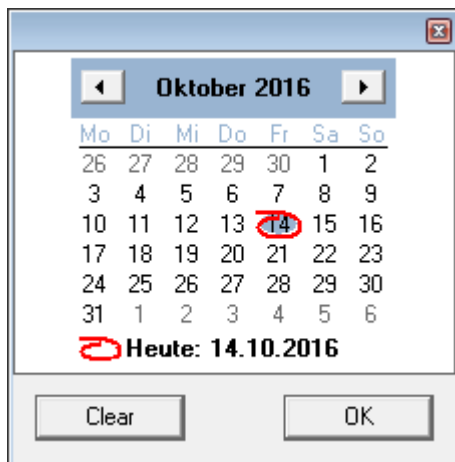 Oktober 2016
Mo Di Mi Do Fr Sa So
26 27 28 29 30 1 2
3 4 5 6 7 8 9
10 11 12 13 14 15 16
17 18 19 20 21 22 23
24 25 26 27 28 29 30
31 1 2 3 4 5 6
Heute: 14.10.2016
Clear OK